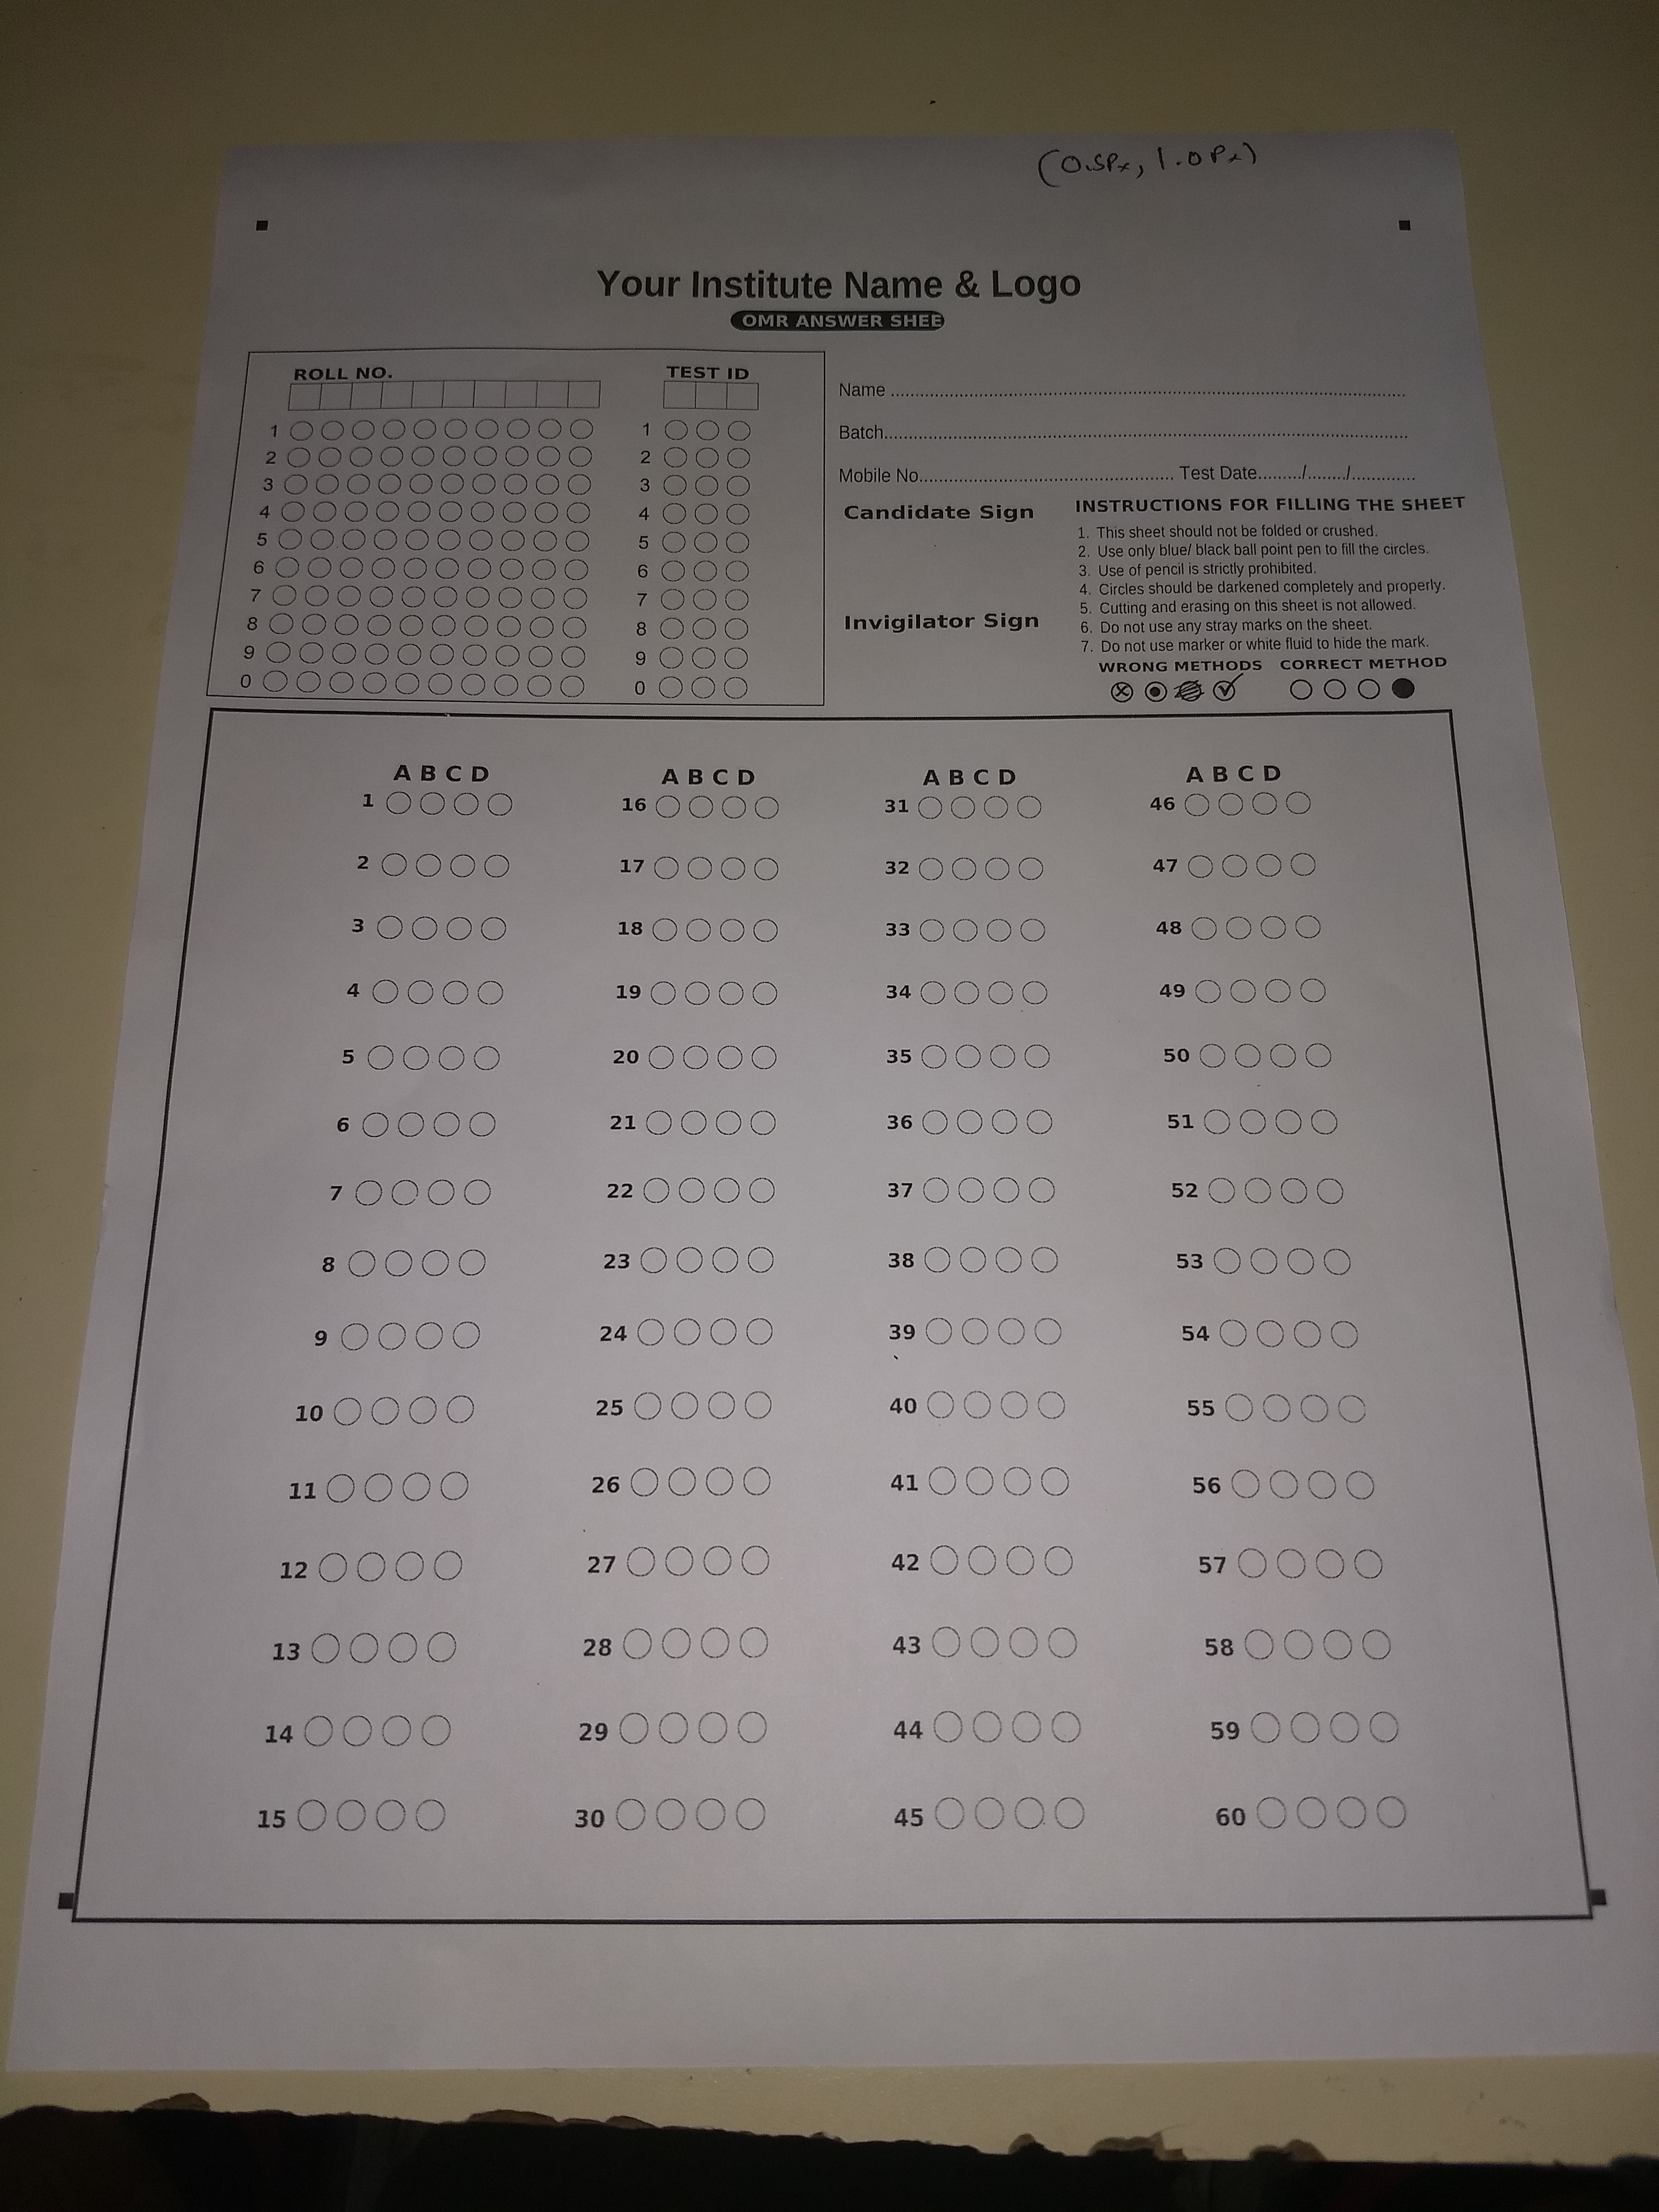 (0.5Px, 1.0Px)
Your Institute Name & Logo
OMR ANSWER SHEE
ROLL NO. TEST ID
1 1
2 2
3 3
4 4
5 5
6 6
7 7
8 8
9 9
0 0
Name ....................
Batch....................
Mobile No.................... Test Date........./......../.............
Candidate Sign
Invigilator Sign
INSTRUCTIONS FOR FILLING THE SHEET
1. This sheet should not be folded or crushed.
2. Use only blue/ black ball point pen to fill the circles.
3. Use of pencil is strictly prohibited.
4. Circles should be darkened completely and properly.
5. Cutting and erasing on this sheet is not allowed.
6. Do not use any stray marks on the sheet.
7. Do not use marker or white fluid to hide the mark.
WRONG METHODS CORRECT METHOD
A B C D A B C D A B C D A B C D
1 16 31 46
2 17 32 47
3 18 33 48
4 19 34 49
5 20 35 50
6 21 36 51
7 22 37 52
8 23 38 53
9 24 39 54
10 25 40 55
11 26 41 56
12 27 42 57
13 28 43 58
14 29 44 59
15 30 45 60